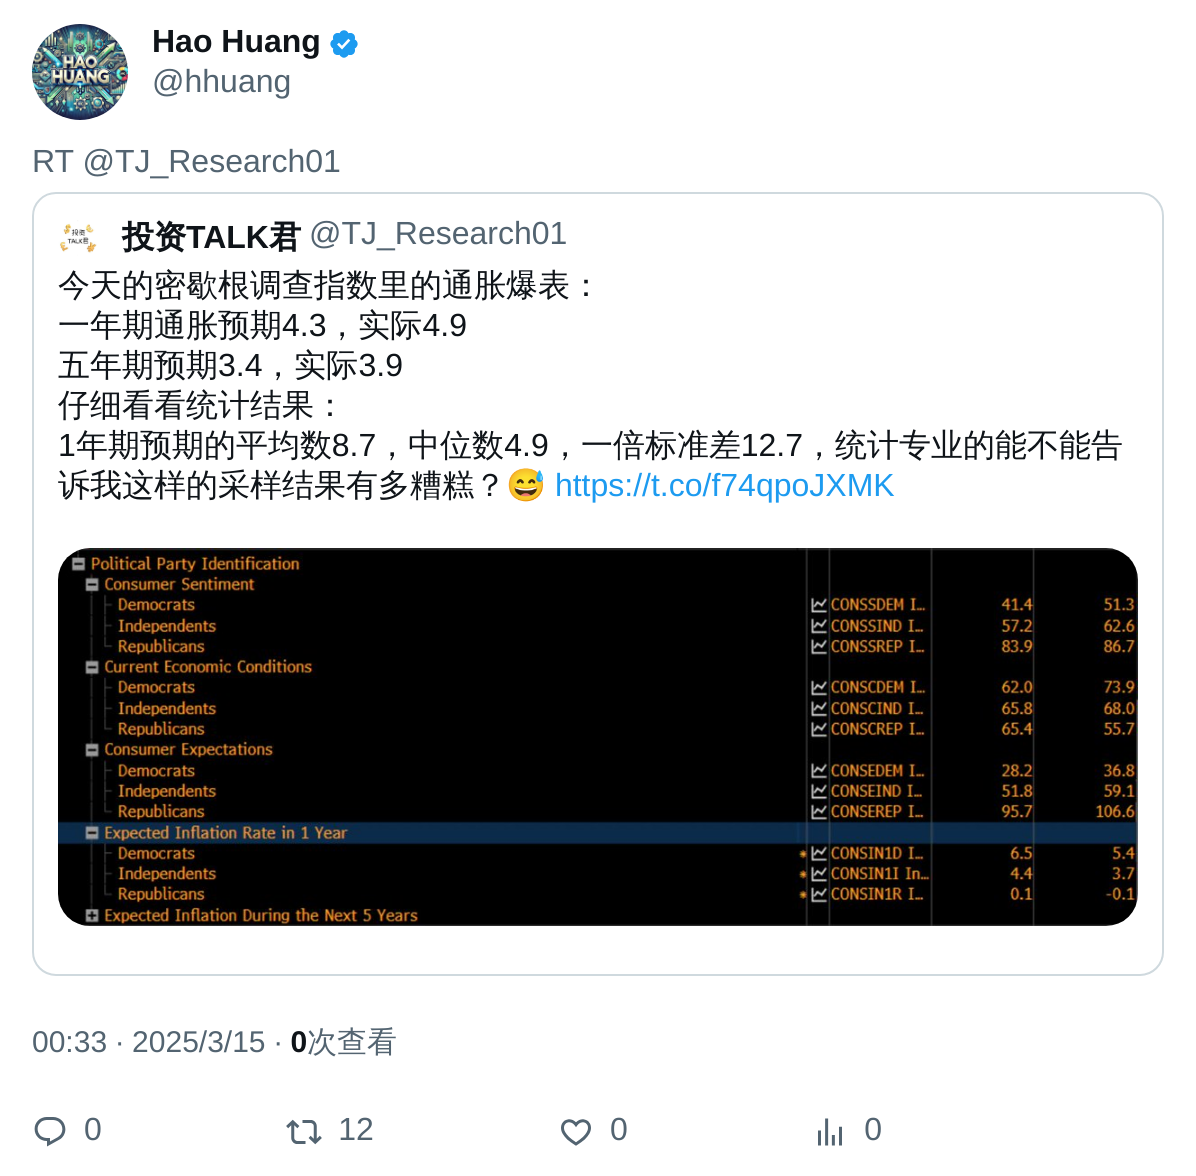 HAO
HUANG
Hao Huang
@hhuang
RT @TJ_Research01
投资
TALK君
投资TALK君 @TJ_Research01
今天的密歇根调查指数里的通胀爆表：
一年期通胀预期4.3，实际4.9
五年期预期3.4，实际3.9
仔细看看统计结果：
1年期预期的平均数8.7，中位数4.9，一倍标准差12.7，统计专业的能不能告
诉我这样的采样结果有多糟糕？😅 https://t.co/f74qpoJXMK
Political Party Identification
Consumer Sentiment
Democrats CONSSDEM I… 41.4 51.3
Independents CONSSIND I… 57.2 62.6
Republicans CONSSREP I… 83.9 86.7
Current Economic Conditions
Democrats CONSCDEM I… 62.0 73.9
Independents CONSCIND I… 65.8 68.0
Republicans CONSCREP I… 65.4 55.7
Consumer Expectations
Democrats CONSEDEM I… 28.2 36.8
Independents CONSEIND I… 51.8 59.1
Republicans CONSEREP I… 95.7 106.6
Expected Inflation Rate in 1 Year
Democrats CONSIN1D I… 6.5 5.4
Independents CONSIN1I In… 4.4 3.7
Republicans CONSIN1R I… 0.1 -0.1
Expected Inflation During the Next 5 Years
00:33 · 2025/3/15 · 0次查看
0 12 0 0